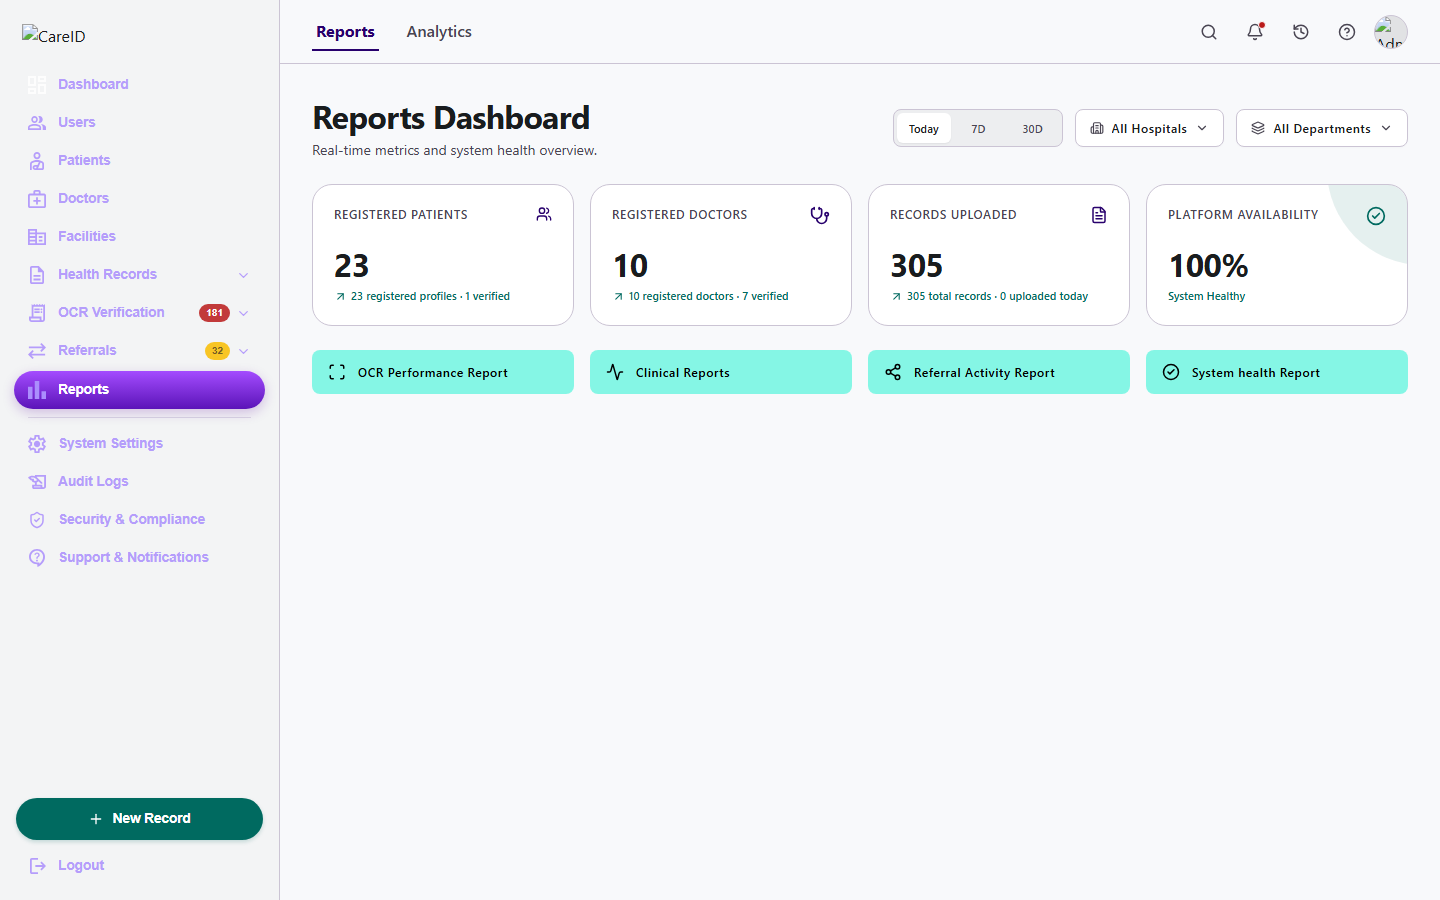 CareID
Dashboard
Users
Patients
Doctors
Facilities
Health Records
OCR Verification 181
Referrals 32
Reports
System Settings
Audit Logs
Security & Compliance
Support & Notifications
New Record
Logout
Reports Analytics
Reports Dashboard
Real-time metrics and system health overview.
Today 7D 30D All Hospitals All Departments
REGISTERED PATIENTS
23
23 registered profiles · 1 verified
REGISTERED DOCTORS
10
10 registered doctors · 7 verified
RECORDS UPLOADED
305
305 total records · 0 uploaded today
PLATFORM AVAILABILITY
100%
System Healthy
OCR Performance Report
Clinical Reports
Referral Activity Report
System health Report